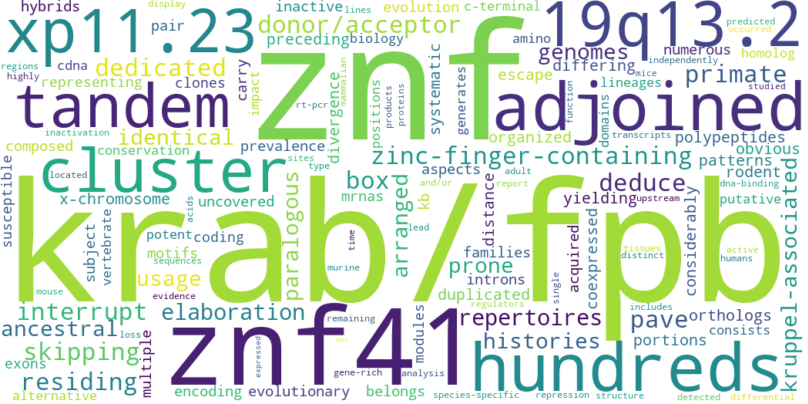 hybrids
display
inactive
lines
evolution
c-terminal
predicted
occurred
xp11.23
pair
donor/acceptor
19q13.2
regions
cdna
dedicated
preceding
biology
amino
genomes
numerous
homolog
highly
representing
clones
carry
impact
znf
mammalian
rt-pcr
products
proteins
positions
systematic
generates
differing
primate
independently
mice
studied
tandem
divergence
escape
lineages
function
adjoined
composed
identical
organized
domains
transcripts
polypeptides
obvious
inactivation
conservation
prevalence
sites
type
zinc-finger-containing
patterns
rodent
located
cluster
box
mrnas
adult
report
aspects
kb
and/or
distance
yielding
deduce
upstream
dna-binding
putative
susceptible
x-chromosome
uncovered
paralogous
arranged
krab/fpb
kruppel-associated
acids
potent
coding
time
lead
families
acquired
coexpressed
tissues
distinct
active
humans
considerably
subject
vertebrate
motifs
sequences
murine
prone
introns
mouse
evidence
usage
duplicated
single
includes
interrupt
elaboration
znf41
modules
regulators
repertoires
pave
orthologs
ancestral
loss
remaining
histories
consists
portions
skipping
multiple
expressed
gene-rich
analysis
hundreds
exons
residing
encoding
evolutionary
belongs
species-specific
repression
structure
detected
differential
alternative